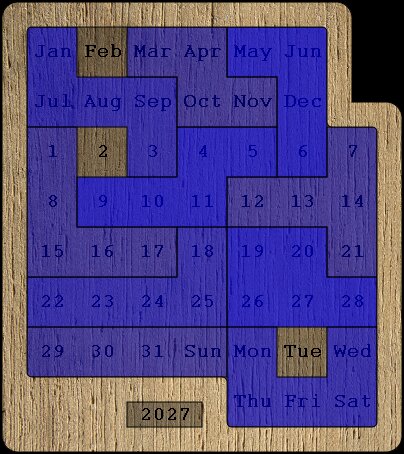 Jan Feb Mar Apr May Jun
Jul Aug Sep Oct Nov Dec
1 2 3 4 5 6 7
8 9 10 11 12 13 14
15 16 17 18 19 20 21
22 23 24 25 26 27 28
29 30 31 Sun Mon Tue Wed
Thu Fri Sat
2027